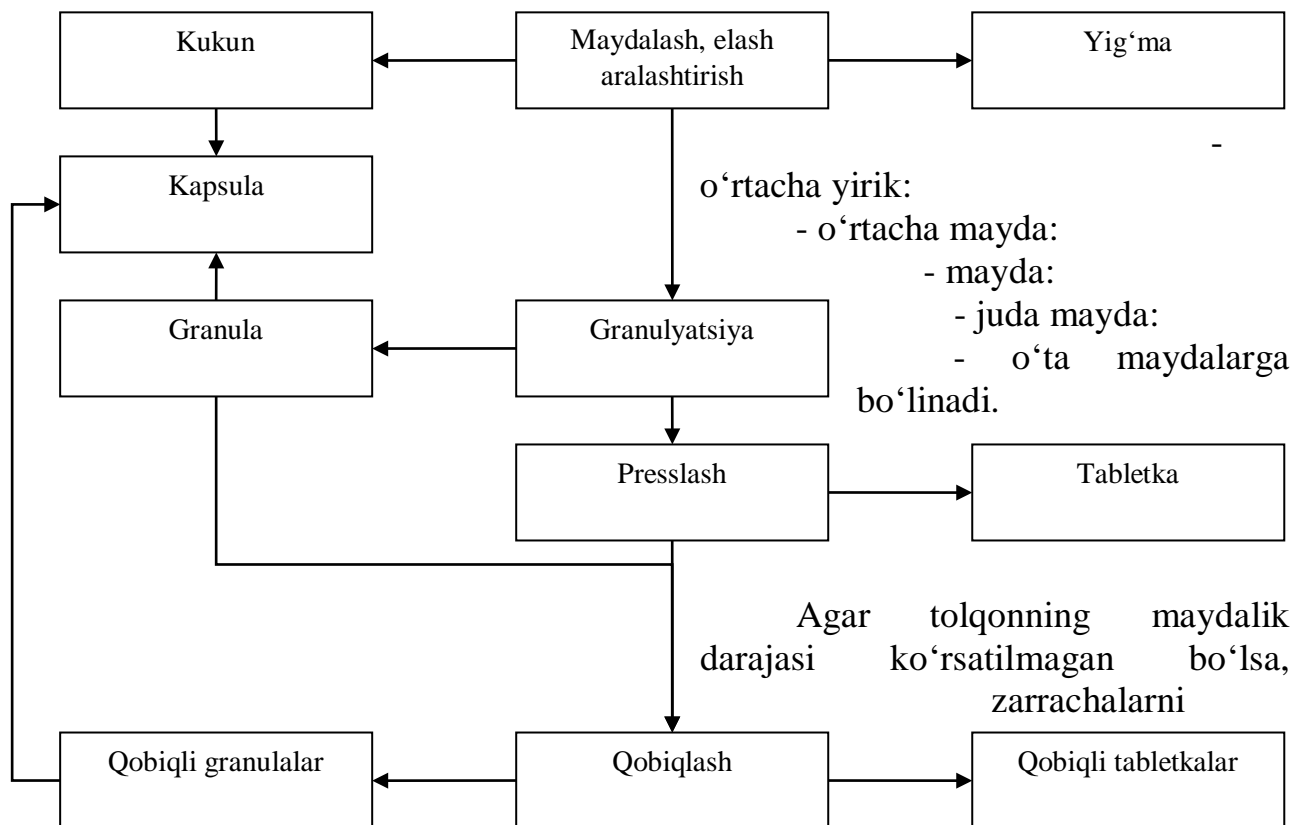 Kukun
Maydalash, elash
aralashtirish
Yig‘ma
-
Kapsula
o‘rtacha yirik:
- o‘rtacha mayda:
- mayda:
- juda mayda:
- o‘ta maydalarga
bo‘linadi.
Granula
Granulyatsiya
Presslash
Tabletka
Agar tolqonning maydalik
darajasi ko‘rsatilmagan bo‘lsa,
zarrachalarni
Qobiqli granulalar
Qobiqlash
Qobiqli tabletkalar